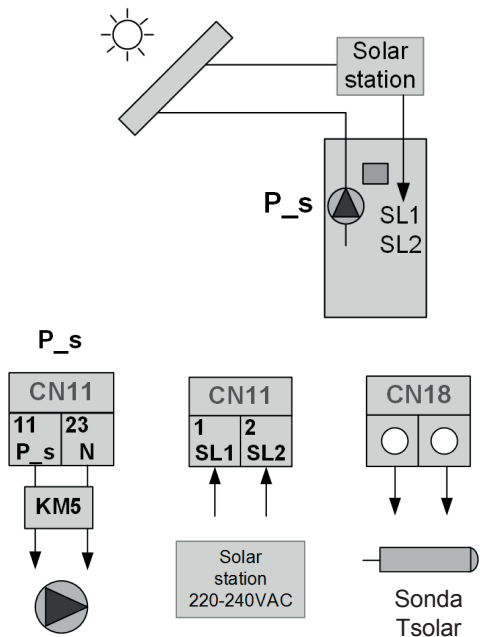 Solar
station
P_s
SL1
SL2
P_s
CN11
11 23
P_s N
KM5
CN11
1 2
SL1 SL2
Solar
station
220-240VAC
CN18
Sonda
Tsolar